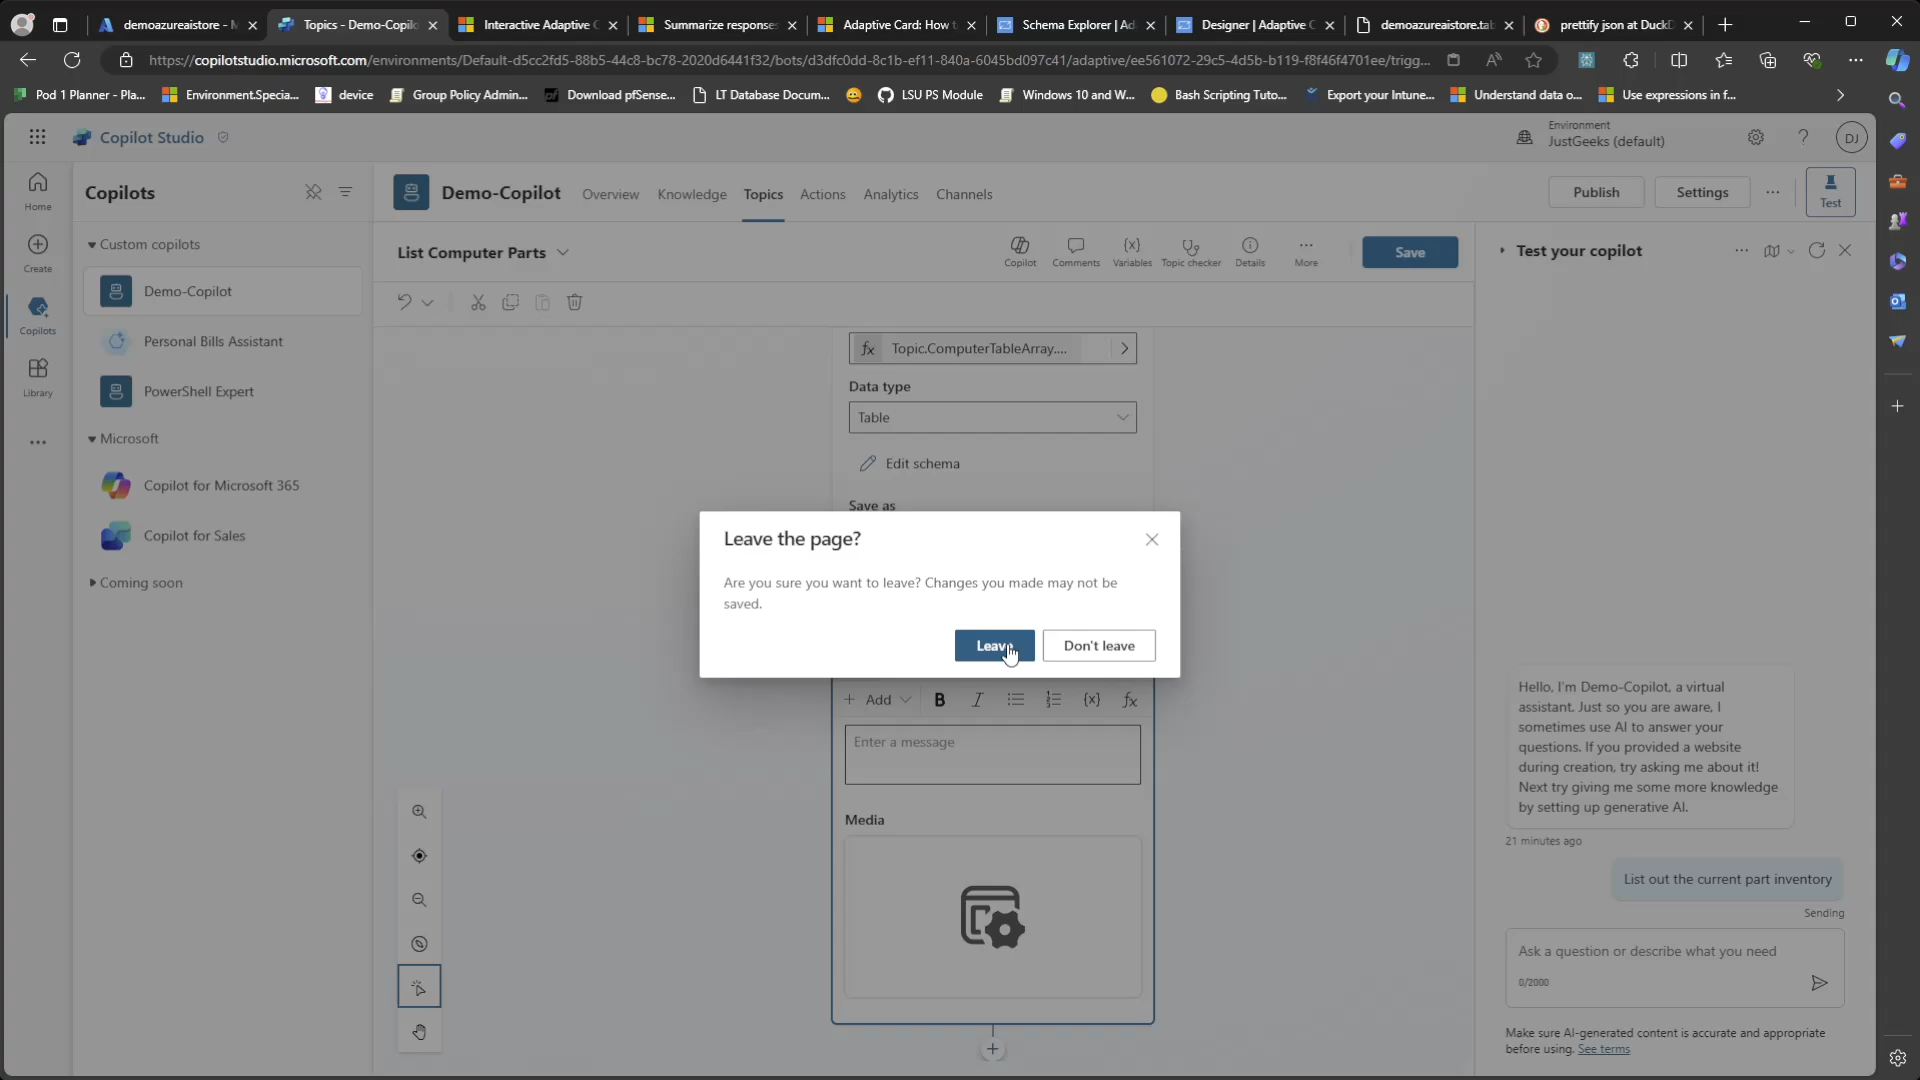 demoazureaistore - M
Topics - Demo-Copilo
Interactive Adaptive C
Summarize responses
Adaptive Card: How t
Schema Explorer | Ad
Designer | Adaptive C
demoazureaistore.tab
prettify json at DuckD
https://copilotstudio.microsoft.com/environments/Default-d5cc2fd5-88b5-44c8-bc78-2020d6441f32/bots/d3dfc0dd-8c1b-ef11-840a-6045bd097c41/adaptive/ee561072-29c5-4d5b-b119-f8f46f4701ee/trigg...
Pod 1 Planner - Pla...
Environment.Specia...
device
Group Policy Admin...
Download pfSense...
LT Database Docum...
LSU PS Module
Windows 10 and W...
Bash Scripting Tuto...
Export your Intune...
Understand data o...
Use expressions in f...
Copilot Studio
Environment
JustGeeks (default)
DJ
Home
Create
Copilots
Library
Copilots
Custom copilots
Demo-Copilot
Personal Bills Assistant
PowerShell Expert
Microsoft
Copilot for Microsoft 365
Copilot for Sales
Coming soon
Demo-Copilot
Overview
Knowledge
Topics
Actions
Analytics
Channels
Publish
Settings
Test
List Computer Parts
Copilot
Comments
Variables
Topic checker
Details
More
Save
fx Topic.ComputerTableArray....
Data type
Table
Edit schema
Save as
Leave the page?
Are you sure you want to leave? Changes you made may not be
saved.
Leave
Don't leave
+ Add B I {x} fx
Enter a message
Media
Test your copilot
Hello, I'm Demo-Copilot, a virtual
assistant. Just so you are aware, I
sometimes use AI to answer your
questions. If you provided a website
during creation, try asking me about it!
Next try giving me some more knowledge
by setting up generative AI.
21 minutes ago
List out the current part inventory
Sending
Ask a question or describe what you need
0/2000
Make sure AI-generated content is accurate and appropriate
before using. See terms